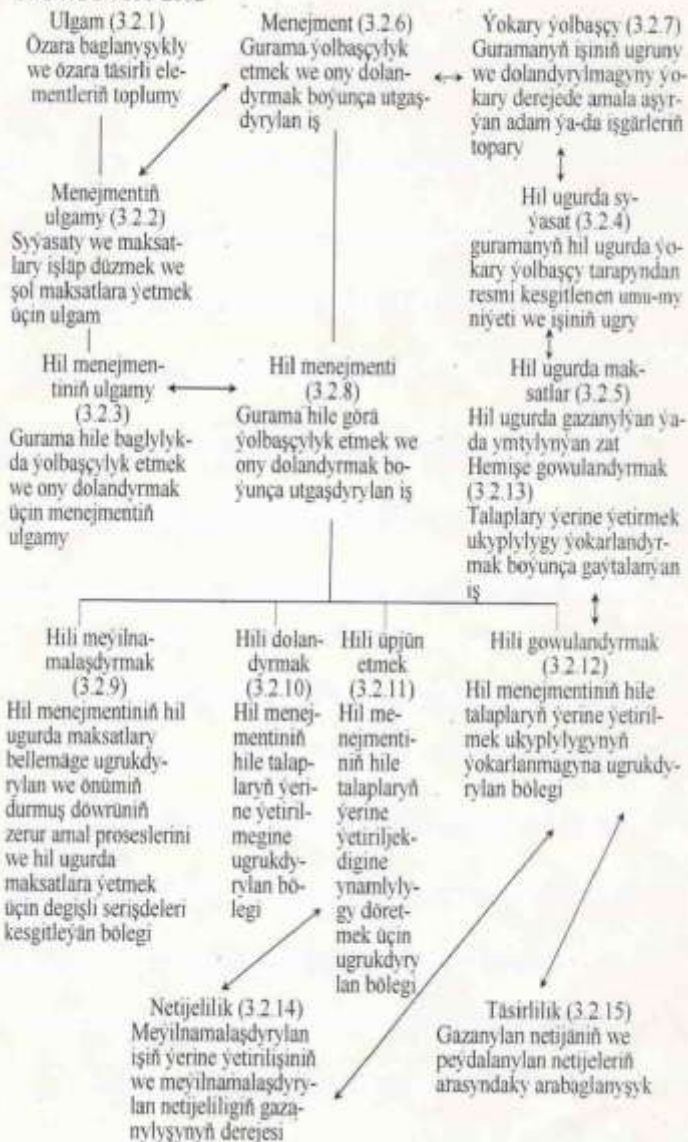 Ulgam (3.2.1)
Özara baglanyşykly
we özara täsirli ele-
mentleriň toplumy
Menejment (3.2.6)
Gurama ýolbaşçylyk
etmek we ony dolan-
dyrmak boýunça utgaş-
dyrylan iş
Ýokary ýolbaşçy (3.2.7)
Guramanyň işiniň ugruny
we dolandyrylmagyny ýo-
kary derejede amala aşyr-
ýan adam ýa-da işgärleriň
topary
Menejmentiň
ulgamy (3.2.2)
Syýasaty we maksat-
lary işläp düzmek we
şol maksatlara ýetmek
üçin ulgam
Hil ugurda sy-
ýasat (3.2.4)
guramanyň hil ugurda ýo-
kary ýolbaşçy tarapyndan
resmi kesgitlenen umu-my
niýeti we işiniň ugry
Hil menejmen-
tiniň ulgamy
(3.2.3)
Gurama hile baglylyk-
da ýolbaşçylyk etmek
we ony dolandyrmak
üçin menejmentiň
ulgamy
Hil menejmenti
(3.2.8)
Gurama hile görä
ýolbaşçylyk etmek we
ony dolandyrmak bo-
ýunça utgaşdyrylan iş
Hil ugurda mak-
satlar (3.2.5)
Hil ugurda gazanylýan ýa-
da ymtylynýan zat
Hemişe gowulandyrmak
(3.2.13)
Talaplary ýerine ýetirmek
ukyplylygy ýokarlandyr-
mak boýunça gaýtalanýan
iş
Hili meýilna-
malaşdyrmak
(3.2.9)
Hil menejmentiniň hil
ugurda maksatlary
bellemäge ugrukdy-
rylan we önümiň
durmuş döwrüniň
zerur amal proseslerini
we hil ugurda
maksatlara ýetmek
üçin degişli serişdeleri
kesgitleýän bölegi
Hili dolan-
dyrmak
(3.2.10)
Hil menej-
mentiniň
hile talap-
laryň ýeri-
ne ýetiril-
megine
ugrukdy-
rylan bö-
legi
Hili üpjün
etmek
(3.2.11)
Hil me-
nejmenti-
niň hile
talaplaryň
ýerine
ýetiriljek-
digine
ynamlyly-
gy döret-
mek üçin
ugrukdyry
lan bölegi
Hili gowulandyrmak
(3.2.12)
Hil menejmentiniň hile
talaplaryň ýerine ýetiril-
mek ukyplylygynyň
ýokarlanmagyna ugrukdy-
rylan bölegi
Netijelilik (3.2.14)
Meýilnamalaşdyrylan
işiň ýerine ýetirilişiniň
we meýilnamalaşdyry-
lan netijeliligiň gaza-
nylyşynyň derejesi
Täsirlilik (3.2.15)
Gazanylan netijäniň we
peýdalanylan netijeleriň
arasyndaky arabaglanyşyk